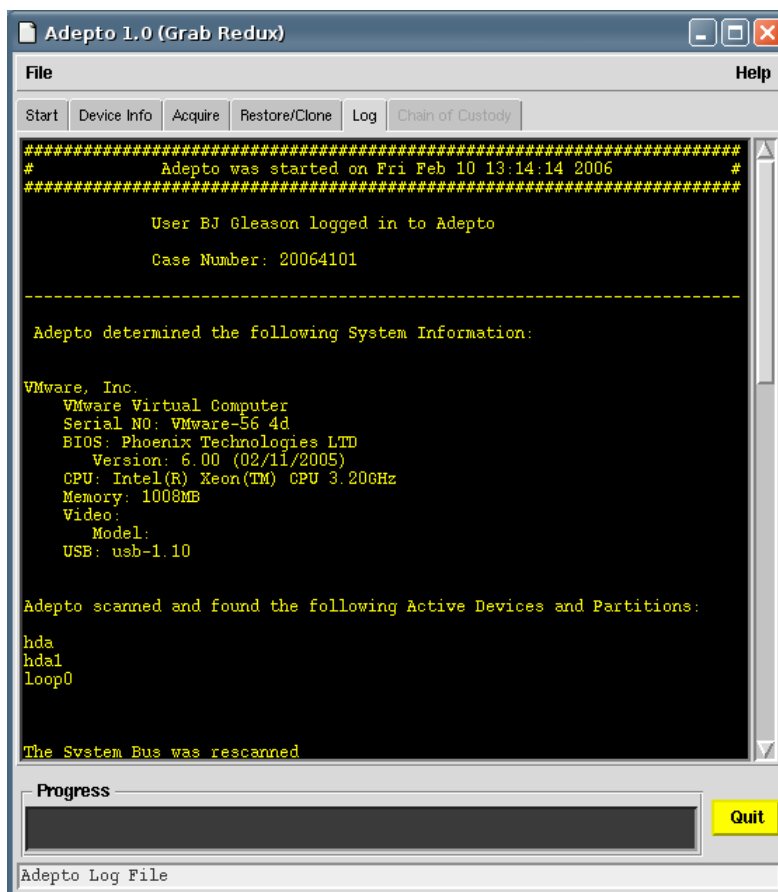 Adepto 1.0 (Grab Redux)
File Help
Start Device Info Acquire Restore/Clone Log Chain of Custody
#########################################################################
# Adepto was started on Fri Feb 10 13:14:14 2006 #
#########################################################################
User BJ Gleason logged in to Adepto
Case Number: 20064101
-------------------------------------------------------------------------
Adepto determined the following System Information:
VMware, Inc.
VMware Virtual Computer
Serial NO: VMware-56 4d
BIOS: Phoenix Technologies LTD
Version: 6.00 (02/11/2005)
CPU: Intel(R) Xeon(TM) CPU 3.20GHz
Memory: 1008MB
Video:
Model:
USB: usb-1.10
Adepto scanned and found the following Active Devices and Partitions:
hda
hda1
loop0
The System Bus was rescanned
Progress
Quit
Adepto Log File